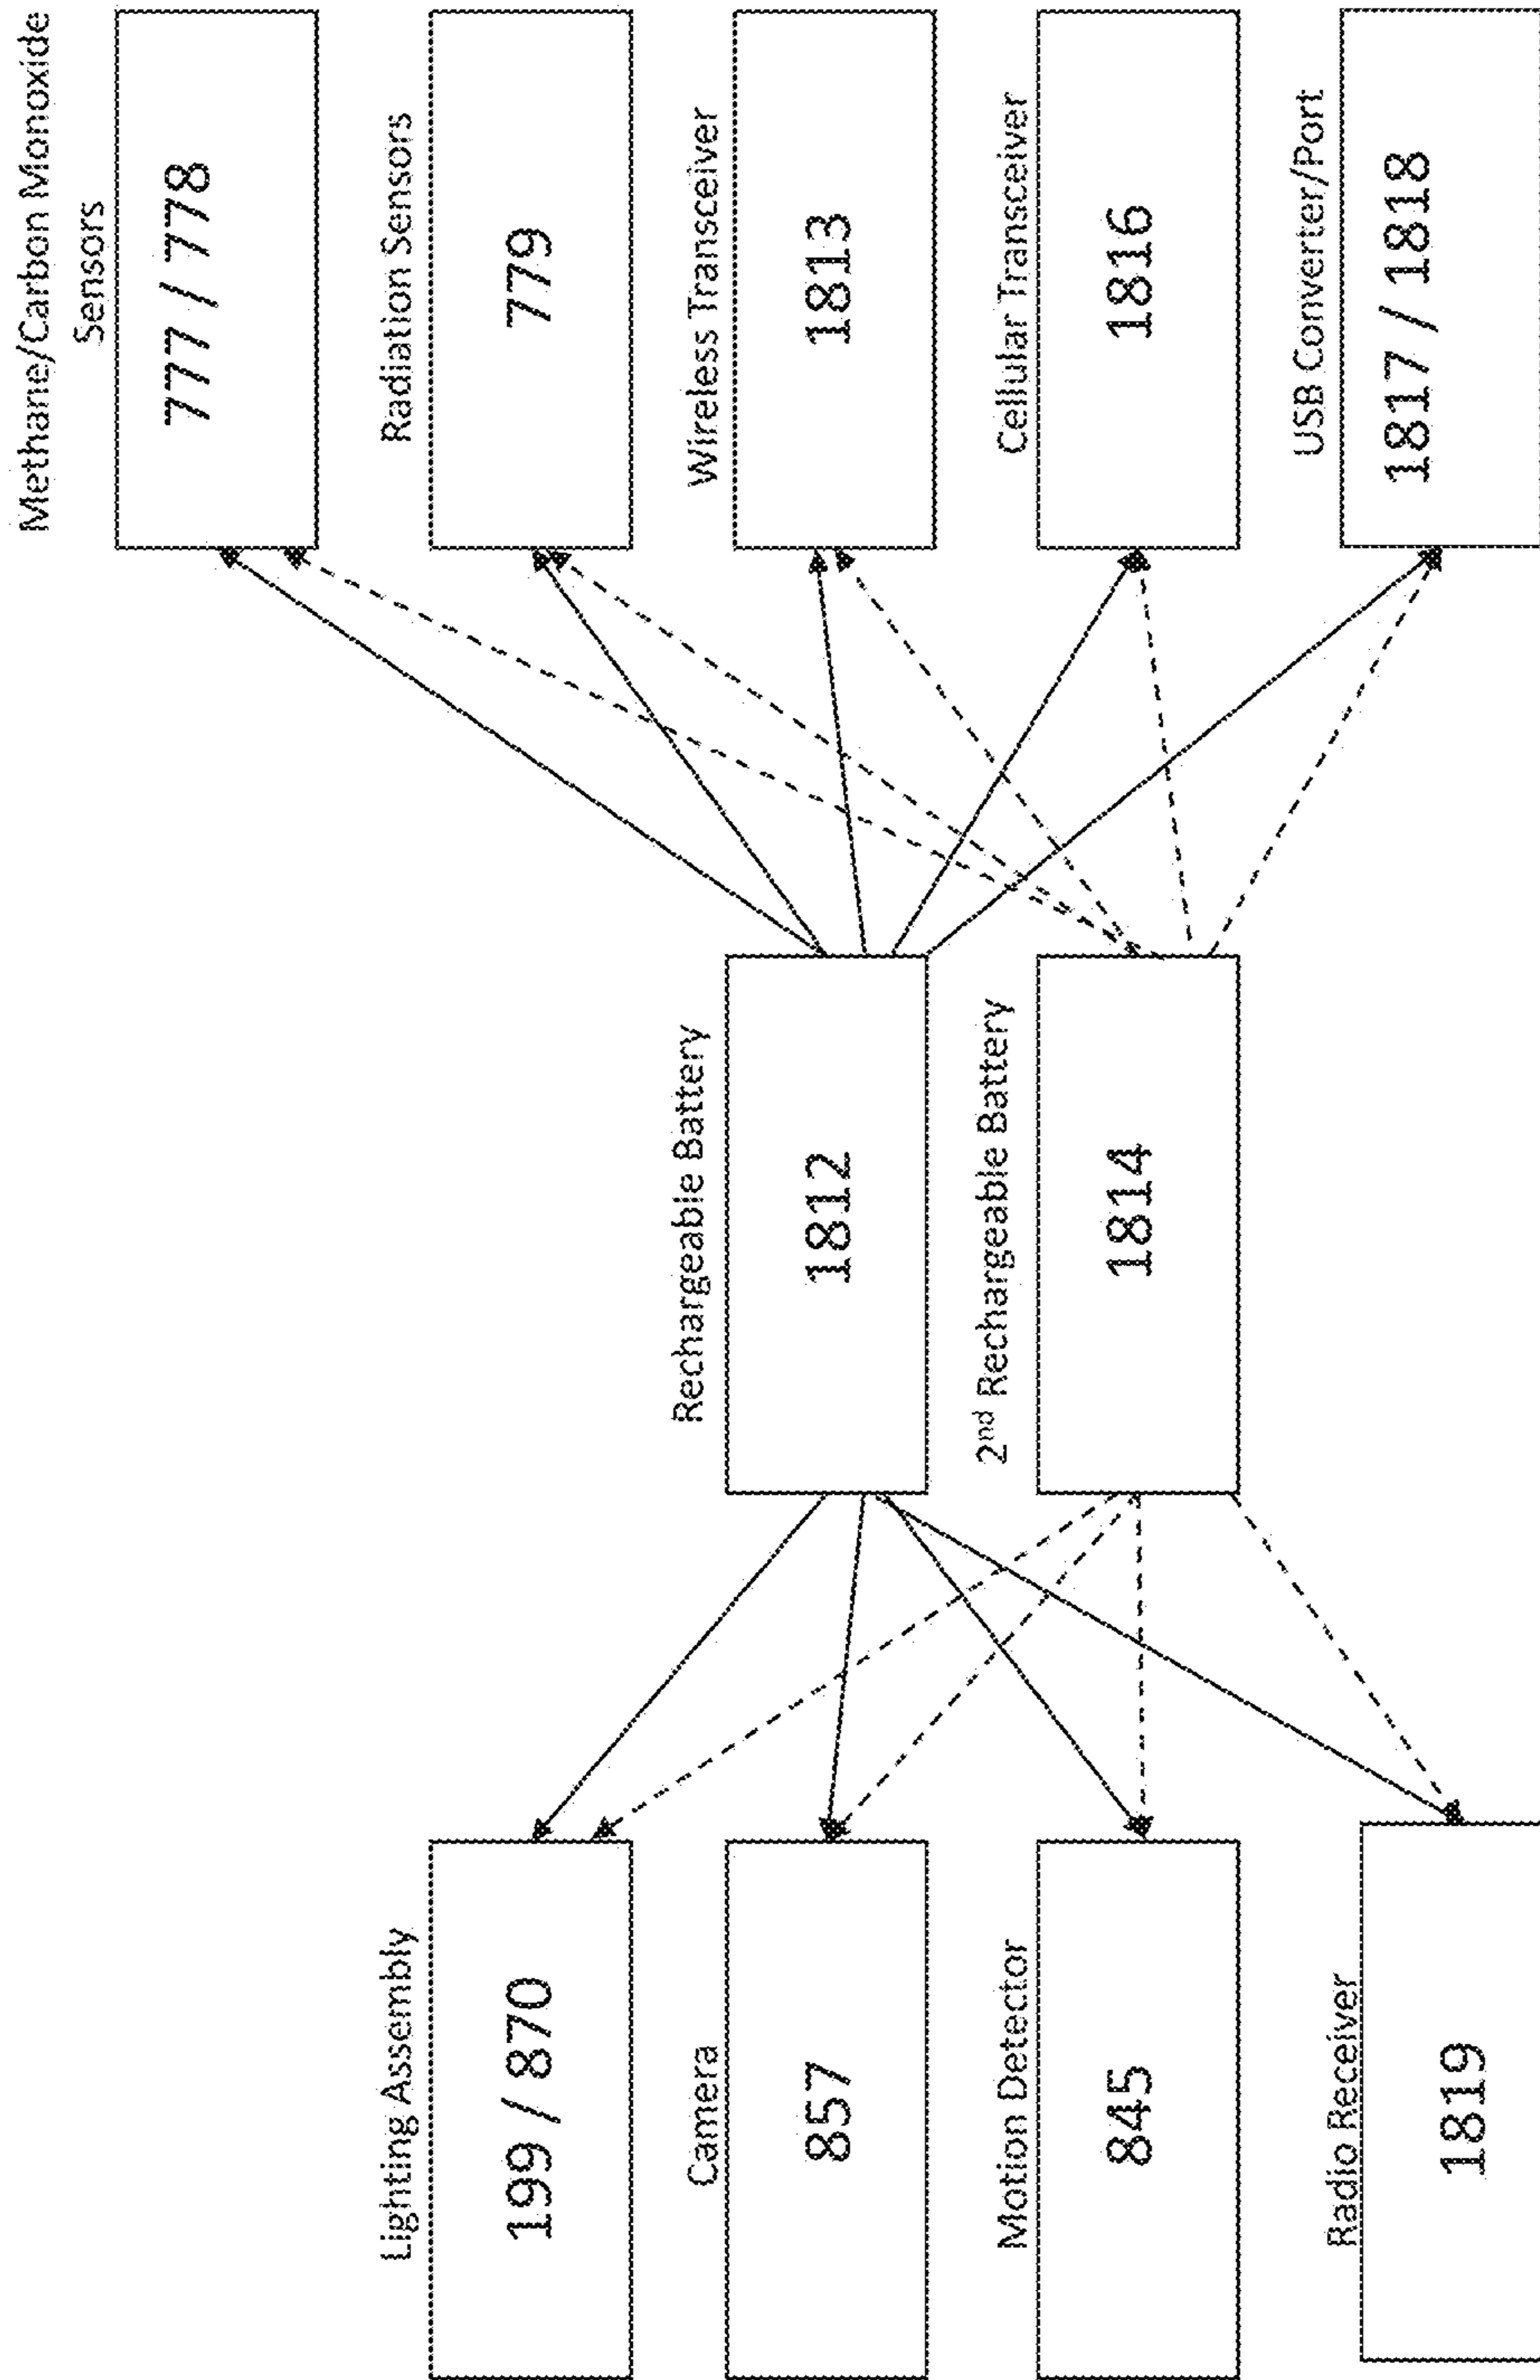 Lighting Assembly
199 / 870
Camera
857
Motion Detector
845
Radio Receiver
1819
Rechargeable Battery
1812
2nd Rechargeable Battery
1814
Methane/Carbon Monoxide
Sensors
777 / 778
Radiation Sensors
779
Wireless Transceiver
1813
Cellular Transceiver
1816
USB Converter/Port
1817 / 1818